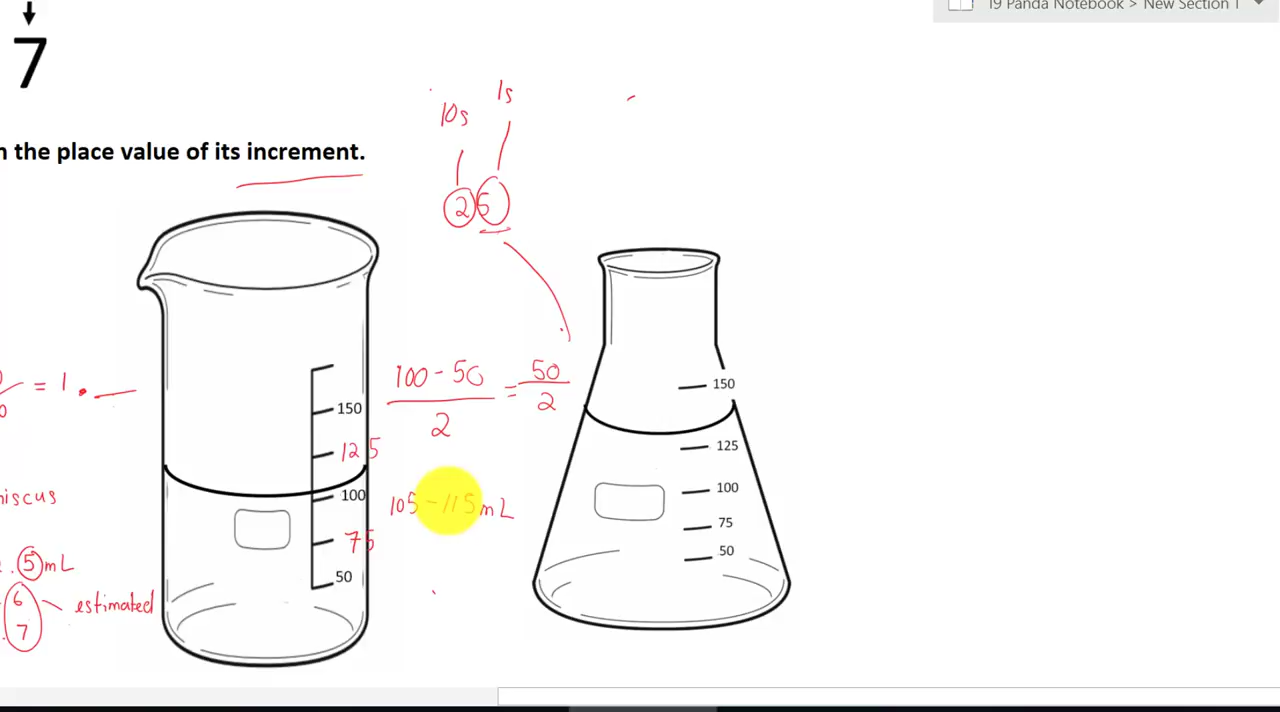 19 Panda Notebook > New Section 1
7
the place value of its increment.
10s
1s
25
= 1.
100 - 50
2
=
50
2
150
125
100
75
50
105 - 115 mL
150
125
100
75
50
5 mL
6
7
estimated